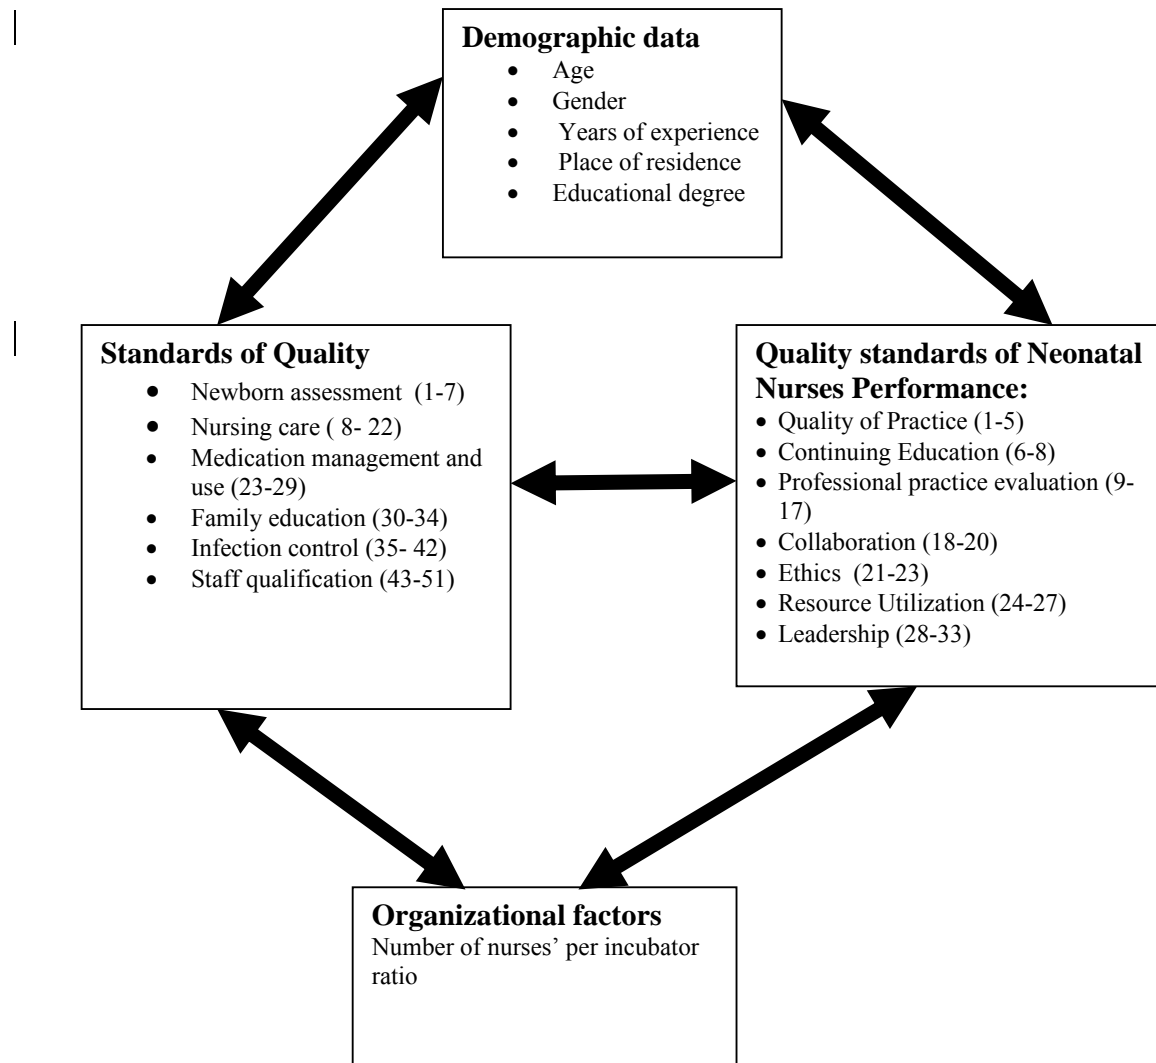 Demographic data
• Age
• Gender
• Years of experience
• Place of residence
• Educational degree
Standards of Quality
• Newborn assessment (1-7)
• Nursing care ( 8- 22)
• Medication management and
use (23-29)
• Family education (30-34)
• Infection control (35- 42)
• Staff qualification (43-51)
Quality standards of Neonatal
Nurses Performance:
• Quality of Practice (1-5)
• Continuing Education (6-8)
• Professional practice evaluation (9-
17)
• Collaboration (18-20)
• Ethics (21-23)
• Resource Utilization (24-27)
• Leadership (28-33)
Organizational factors
Number of nurses’ per incubator
ratio